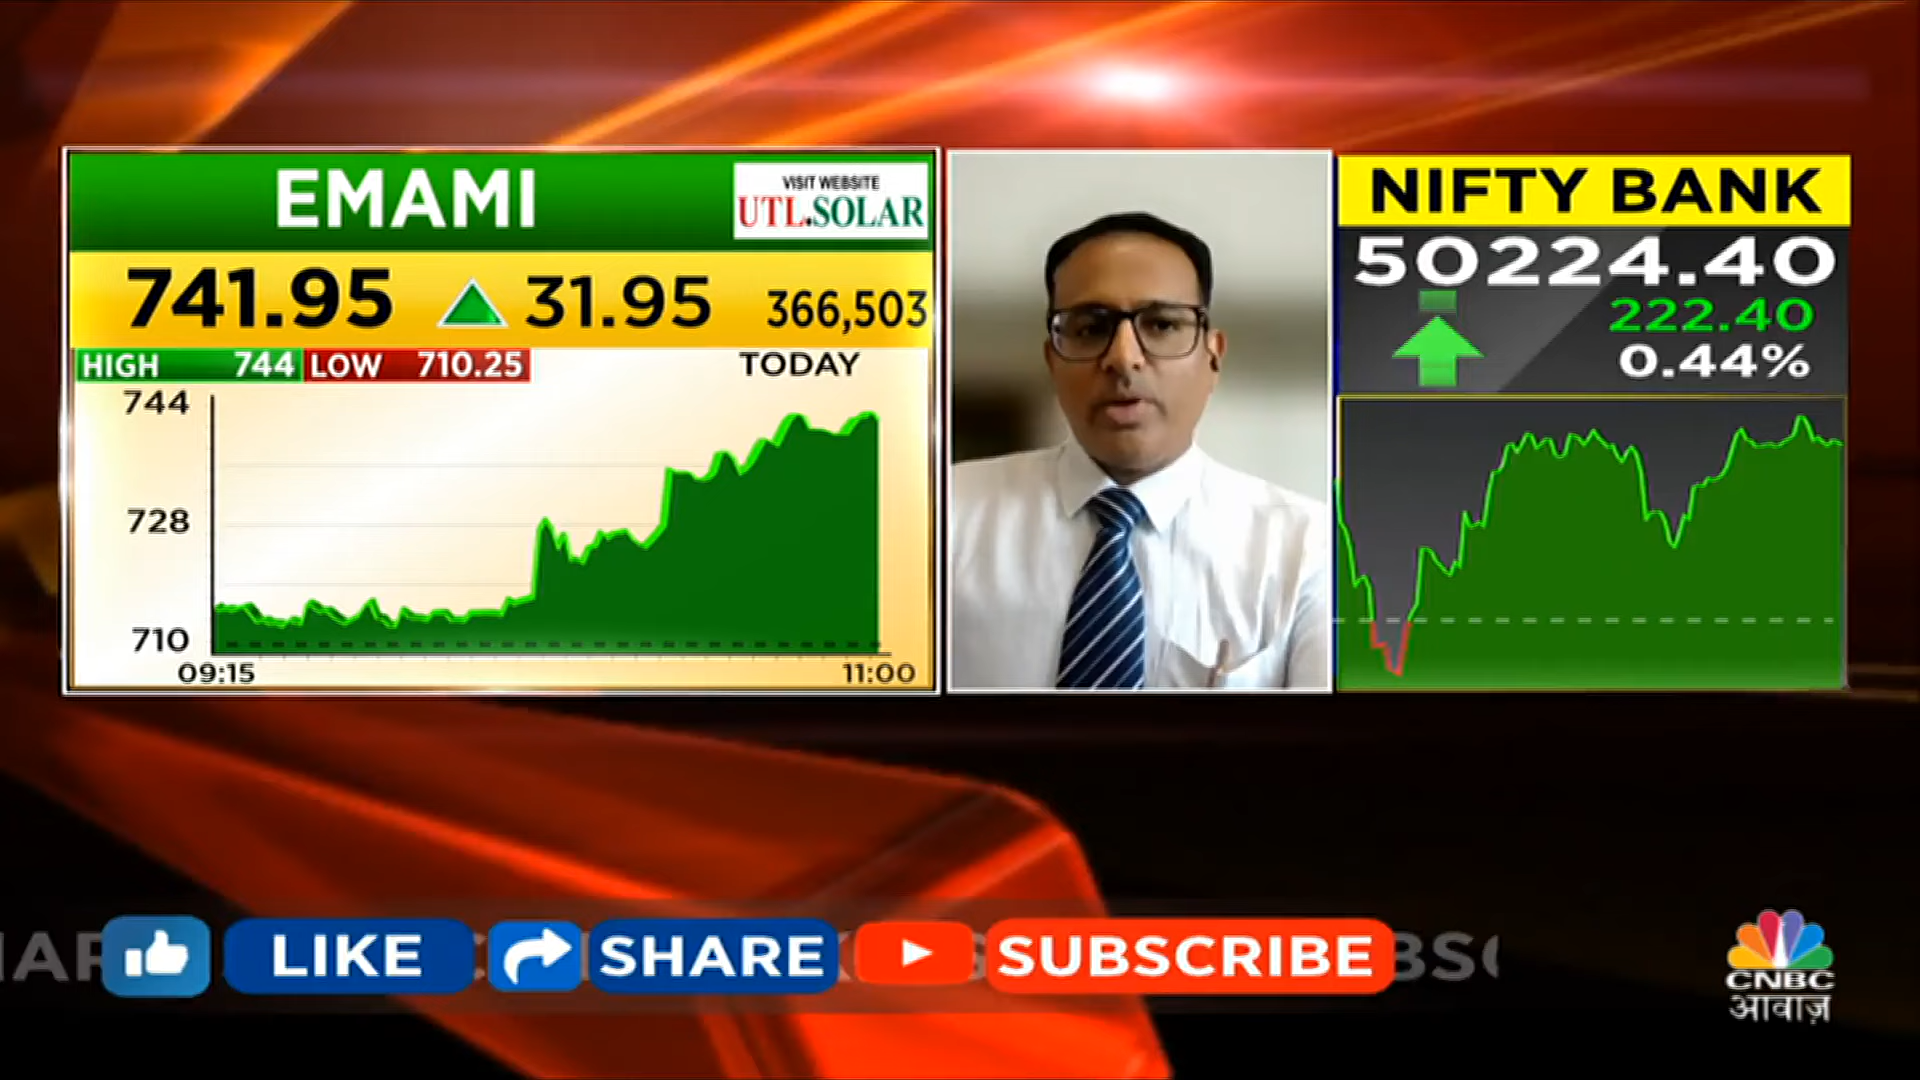 EMAMI
VISIT WEBSITE
UTL.SOLAR
741.95 31.95 366,503
HIGH 744 LOW 710.25 TODAY
744
728
710
09:15 11:00
NIFTY BANK
50224.40
222.40
0.44%
LIKE SHARE SUBSCRIBE
CNBC
आवाज़